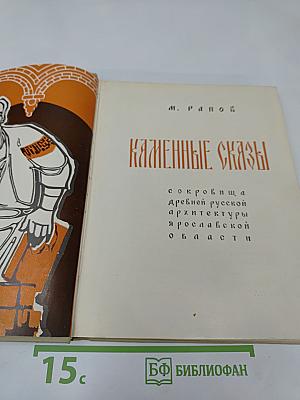 М. РАПОВ
КАМЕННЫЕ СКАЗЫ
СОКРОВИЩА
ДРЕВНЕЙ РУССКОЙ
АРХИТЕКТУРЫ
ЯРОСЛАВСКОЙ
ОБЛАСТИ
15с
БФ БИБЛИОФАН